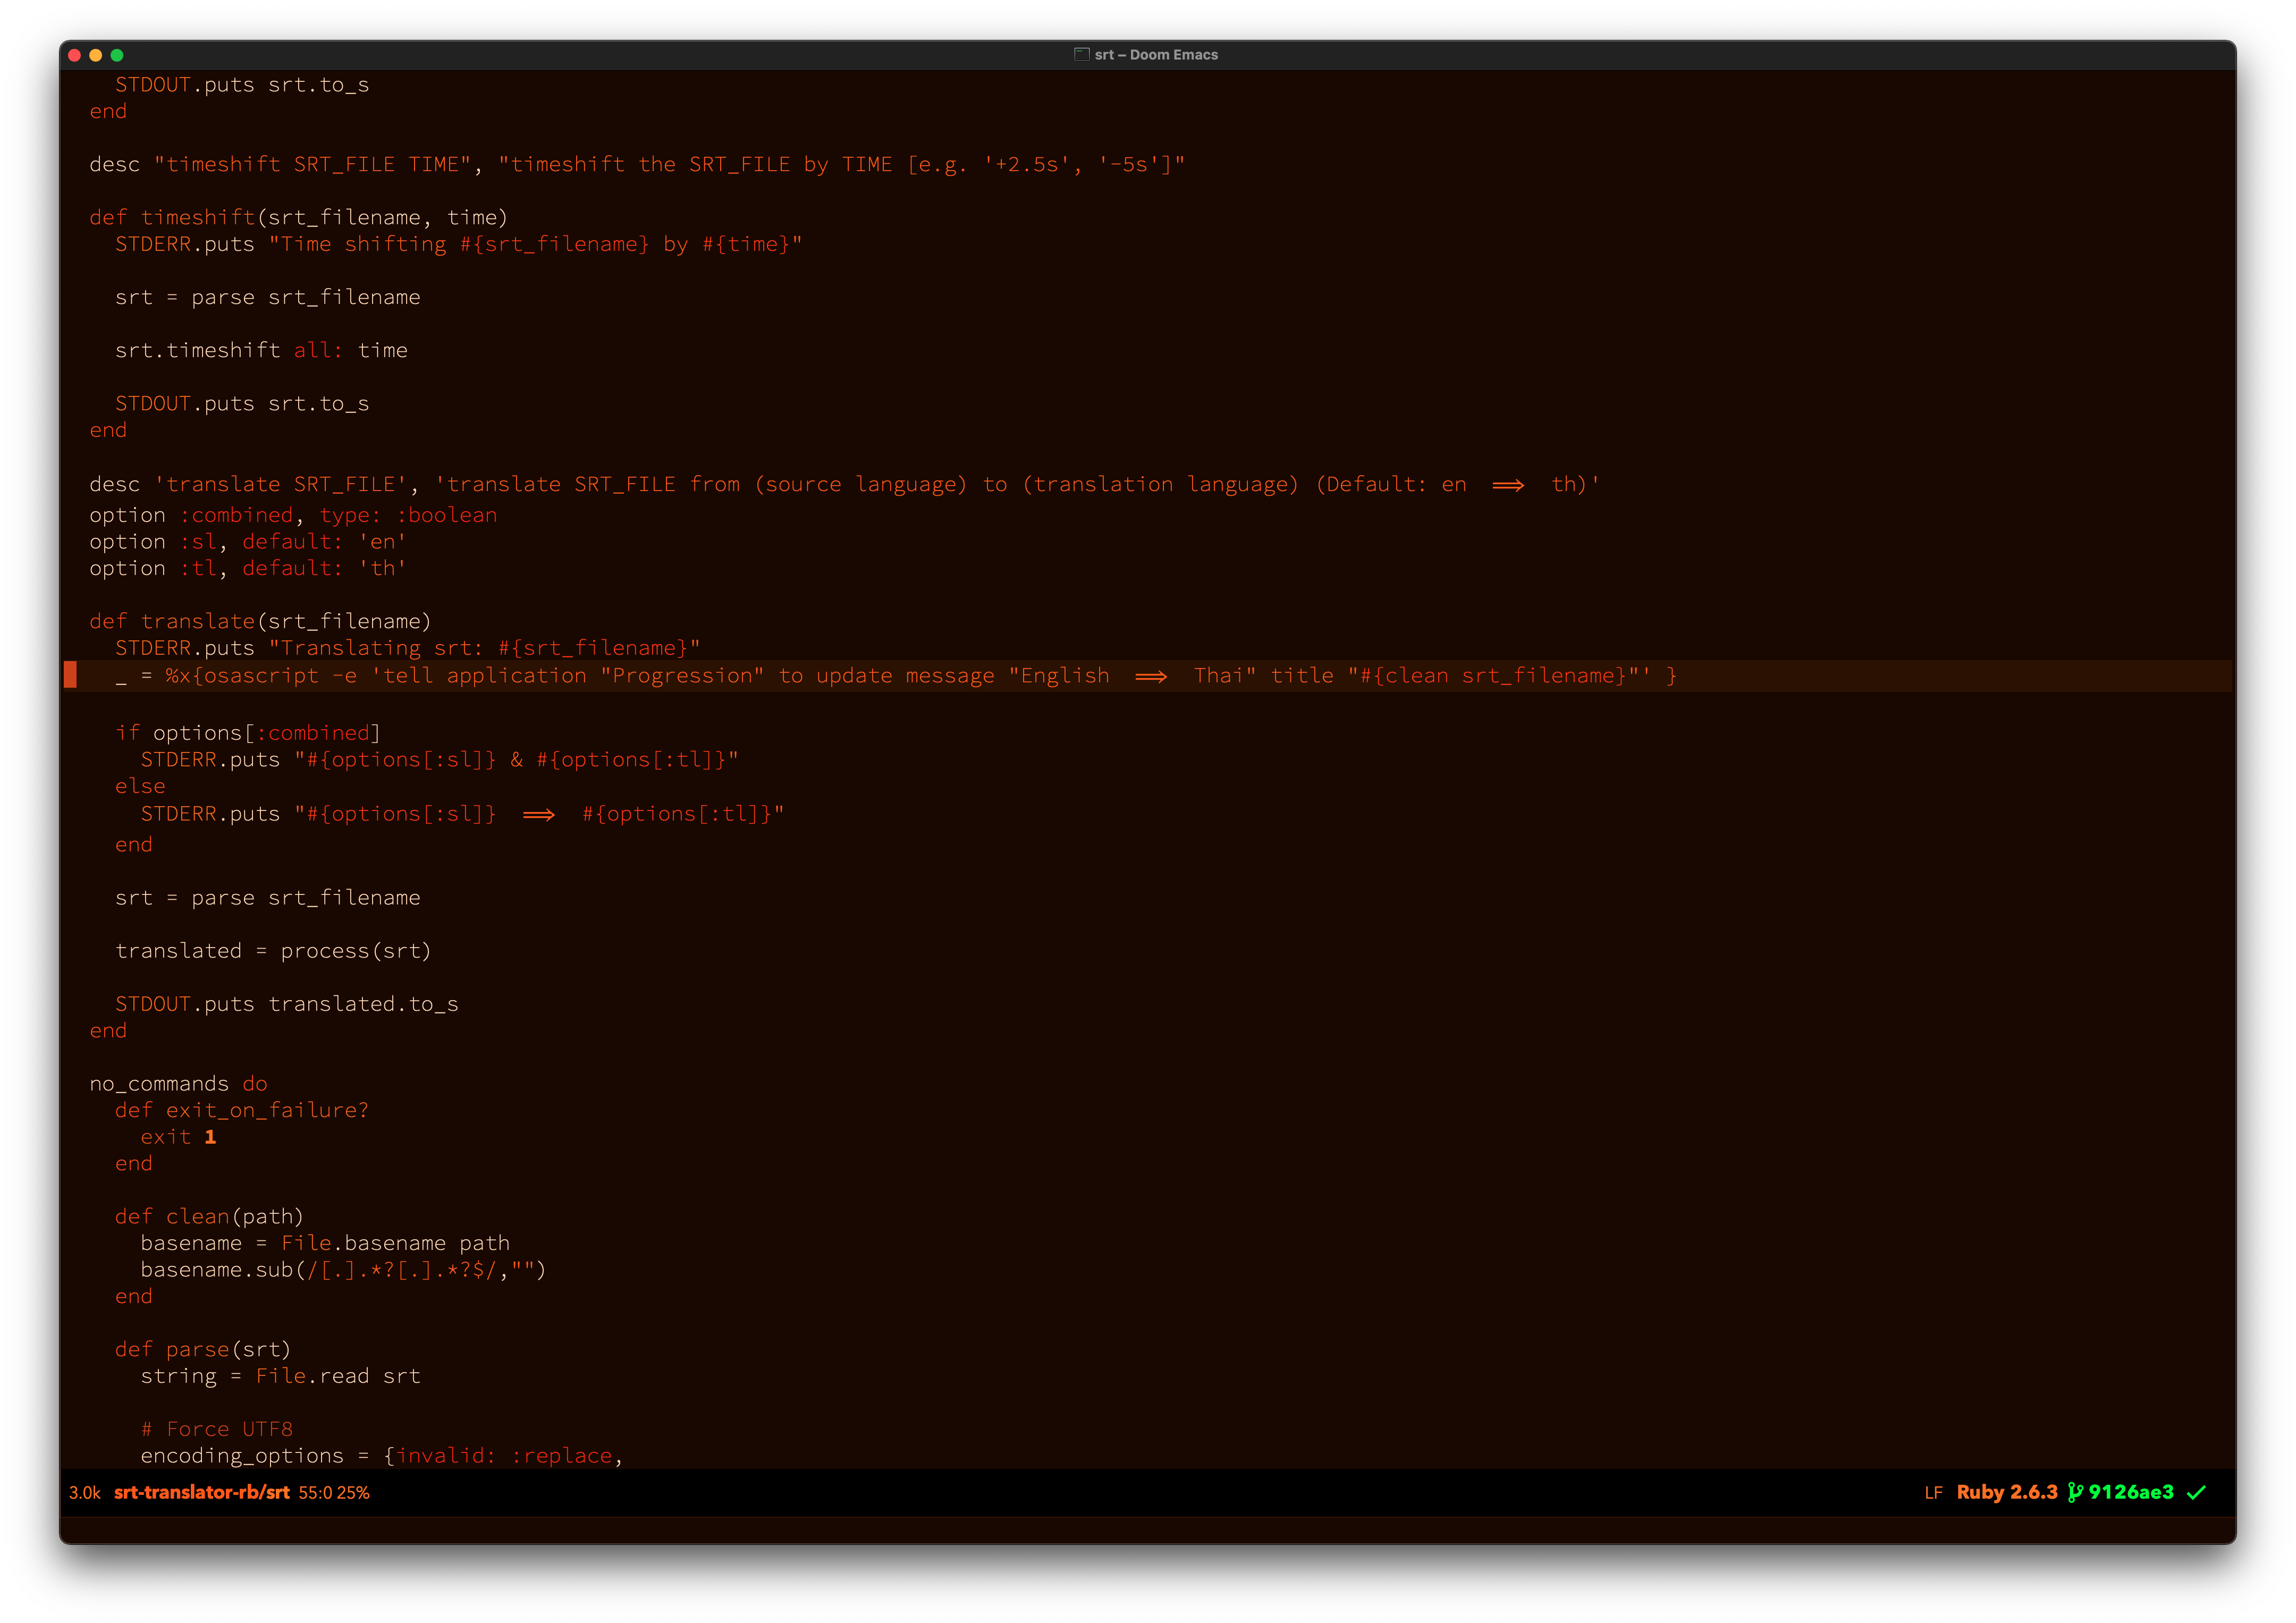 srt – Doom Emacs
    STDOUT.puts srt.to_s
  end

  desc "timeshift SRT_FILE TIME", "timeshift the SRT_FILE by TIME [e.g. '+2.5s', '-5s']"

  def timeshift(srt_filename, time)
    STDERR.puts "Time shifting #{srt_filename} by #{time}"

    srt = parse srt_filename

    srt.timeshift all: time

    STDOUT.puts srt.to_s
  end

  desc 'translate SRT_FILE', 'translate SRT_FILE from (source language) to (translation language) (Default: en ⟹ th)'
  option :combined, type: :boolean
  option :sl, default: 'en'
  option :tl, default: 'th'

  def translate(srt_filename)
    STDERR.puts "Translating srt: #{srt_filename}"
    _ = %x{osascript -e 'tell application "Progression" to update message "English ⟹ Thai" title "#{clean srt_filename}"' }

    if options[:combined]
      STDERR.puts "#{options[:sl]} & #{options[:tl]}"
    else
      STDERR.puts "#{options[:sl]} ⟹ #{options[:tl]}"
    end

    srt = parse srt_filename

    translated = process(srt)

    STDOUT.puts translated.to_s
  end

  no_commands do
    def exit_on_failure?
      exit 1
    end

    def clean(path)
      basename = File.basename path
      basename.sub(/[.].*?[.].*?$/,"")
    end

    def parse(srt)
      string = File.read srt

      # Force UTF8
      encoding_options = {invalid: :replace,
3.0k srt-translator-rb/srt 55:0 25% LF Ruby 2.6.3 9126ae3 ✓